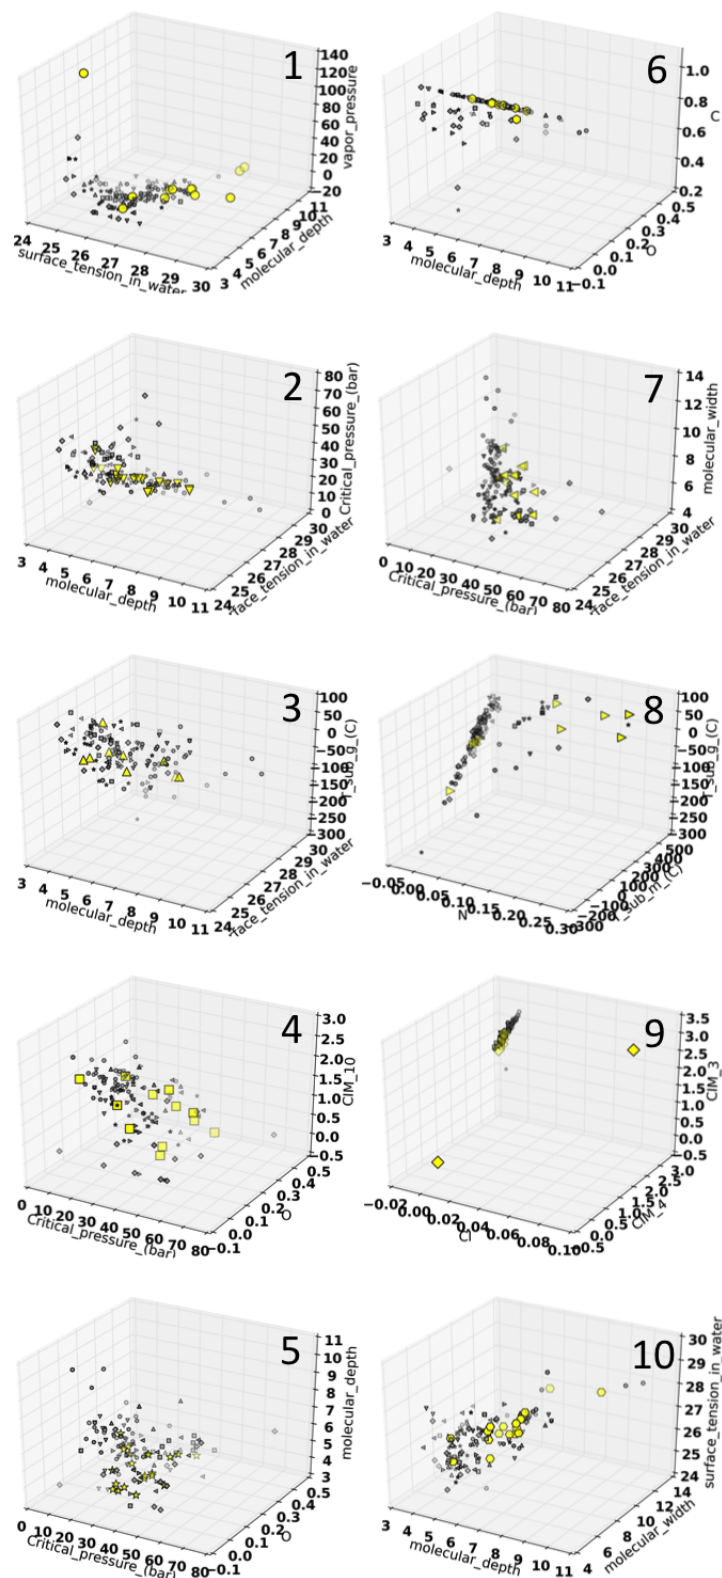 1
140
120
100
80
60
40
20
0
−20
vapor_pressure
24 25 26 27 28 29 30
surface_tension_in_water
3 4 5 6 7 8 9 10 11
molecular_depth
6
1.0
0.8
0.6
0.4
0.2
C
3 4 5 6 7 8 9 10 11
molecular_depth
−0.1 0.0 0.1 0.2 0.3 0.4 0.5
O
2
80
70
60
50
40
30
20
10
0
Critical_pressure_(bar)
3 4 5 6 7 8 9 10 11
molecular_depth
24 25 26 27 28 29 30
face_tension_in_water
7
14
12
10
8
6
4
molecular_width
0 10 20 30 40 50 60 70 80
Critical_pressure_(bar)
24 25 26 27 28 29 30
face_tension_in_water
3
100
50
0
−50
−100
−150
−200
−250
−300
T_sub_g_(C)
3 4 5 6 7 8 9 10 11
molecular_depth
24 25 26 27 28 29 30
face_tension_in_water
8
100
50
0
−50
−100
−150
−200
−250
−300
T_sub_g_(C)
−0.05 0.00 0.05 0.10 0.15 0.20 0.25 0.30
N
−300 −200 −100 0 100 200 300 400 500
T_sub_m_(C)
4
3.0
2.5
2.0
1.5
1.0
0.5
0.0
−0.5
CIM_10
0 10 20 30 40 50 60 70 80
Critical_pressure_(bar)
−0.1 0.0 0.1 0.2 0.3 0.4 0.5
O
9
3.5
3.0
2.5
2.0
1.5
1.0
0.5
0.0
−0.5
CIM_3
−0.02 0.00 0.02 0.04 0.06 0.08 0.10
Cl
−0.5 0.0 0.5 1.0 1.5 2.0 2.5 3.0
CIM_4
5
11
10
9
8
7
6
5
4
3
molecular_depth
0 10 20 30 40 50 60 70 80
Critical_pressure_(bar)
−0.1 0.0 0.1 0.2 0.3 0.4 0.5
O
10
30
29
28
27
26
25
24
surface_tension_in_water
3 4 5 6 7 8 9 10 11
molecular_depth
4 6 8 10 12 14
molecular_width